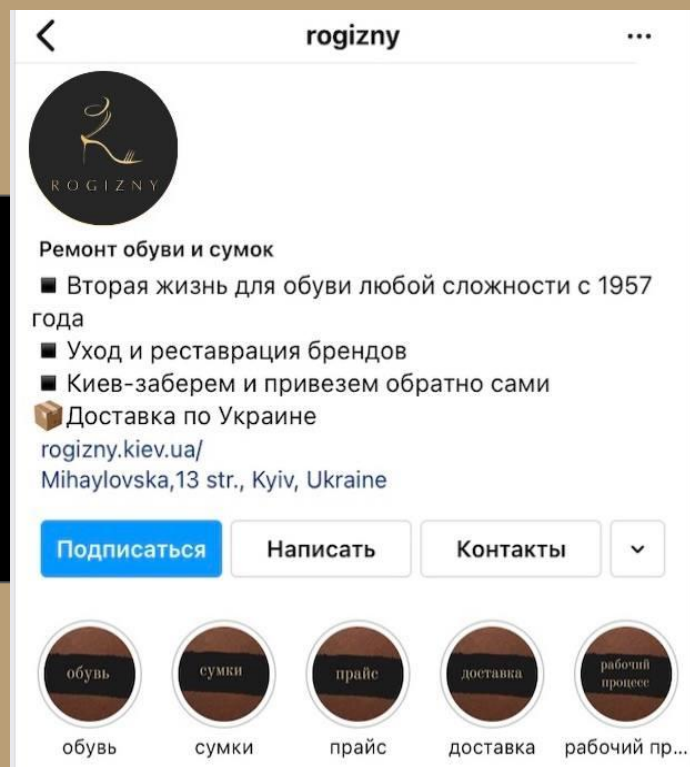 rogizny
ROGIZNY
Ремонт обуви и сумок
▪️ Вторая жизнь для обуви любой сложности с 1957
года
▪️ Уход и реставрация брендов
▪️ Киев-заберем и привезем обратно сами
📦Доставка по Украине
rogizny.kiev.ua/
Mihaylovska,13 str., Kyiv, Ukraine
Подписаться Написать Контакты
обувь сумки прайс доставка рабочий
процесс
обувь сумки прайс доставка рабочий пр...